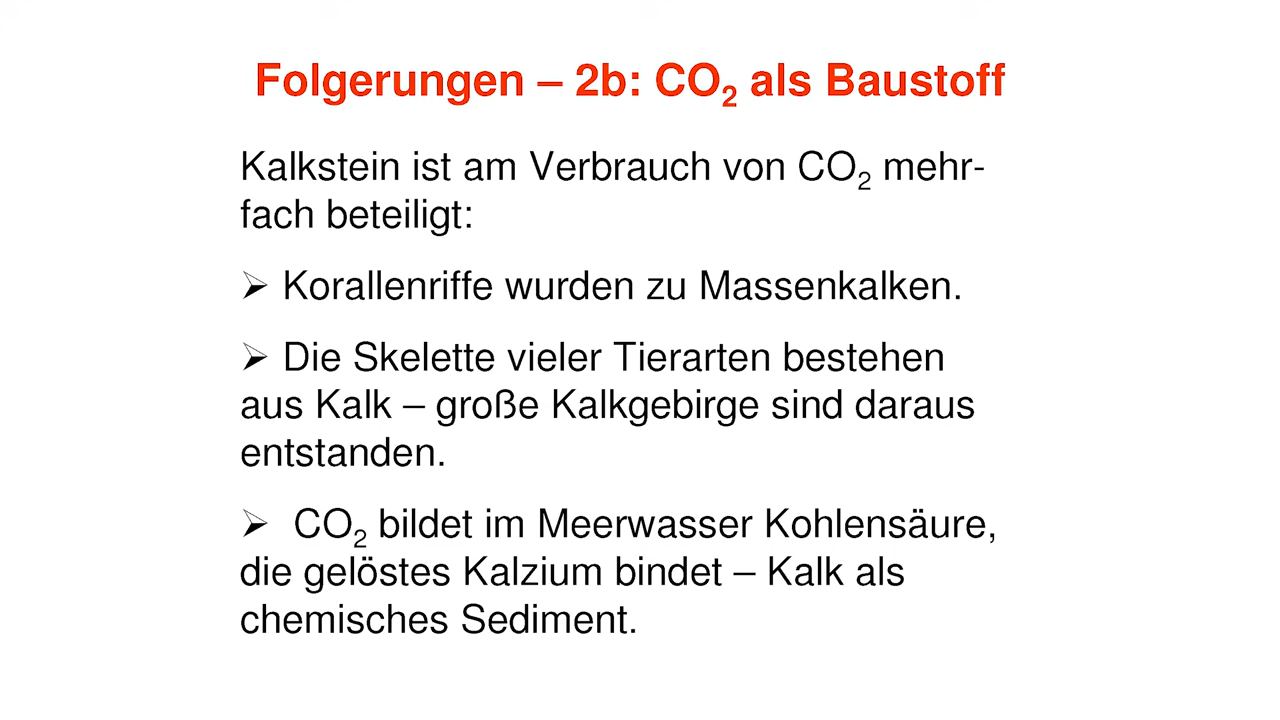 Folgerungen – 2b: CO₂ als Baustoff
Kalkstein ist am Verbrauch von CO₂ mehr-
fach beteiligt:
➢ Korallenriffe wurden zu Massenkalken.
➢ Die Skelette vieler Tierarten bestehen
aus Kalk – große Kalkgebirge sind daraus
entstanden.
➢ CO₂ bildet im Meerwasser Kohlensäure,
die gelöstes Kalzium bindet – Kalk als
chemisches Sediment.